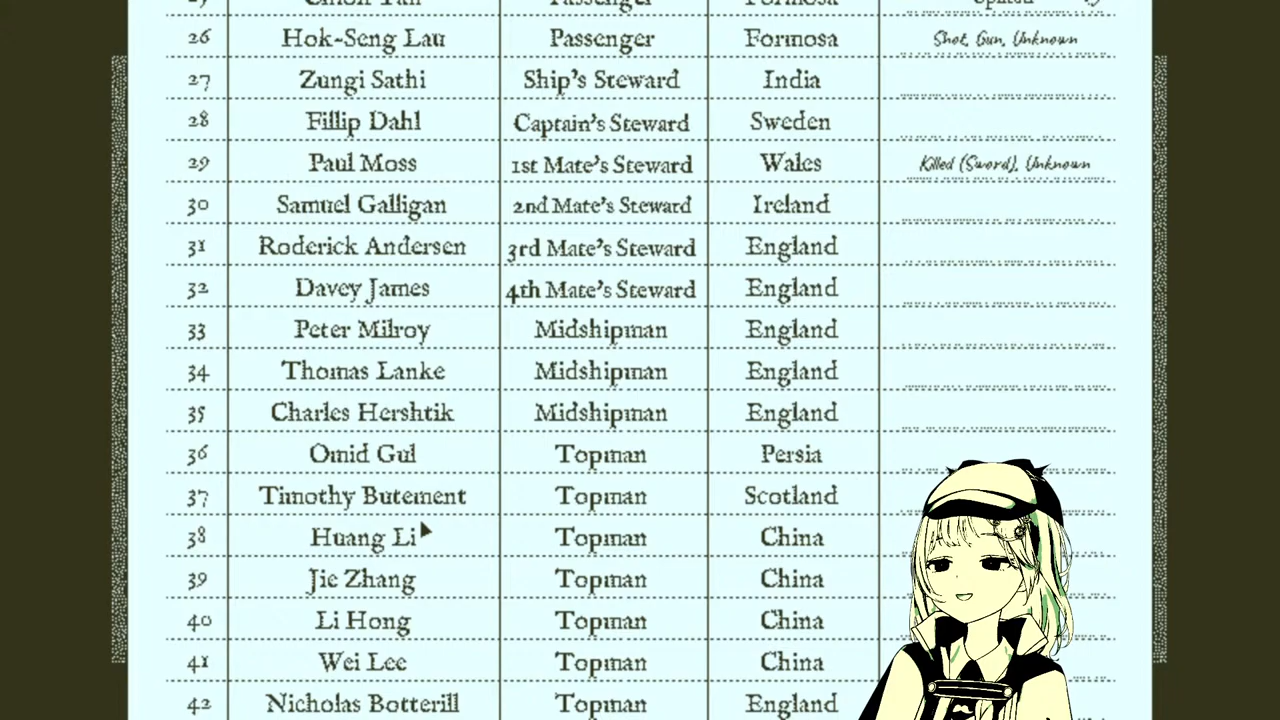 26 Hok-Seng Lau Passenger Formosa Shot, Gun, Unknown
27 Zungi Sathi Ship's Steward India
28 Fillip Dahl Captain's Steward Sweden
29 Paul Moss 1st Mate's Steward Wales Killed (Sword), Unknown
30 Samuel Galligan 2nd Mate's Steward Ireland
31 Roderick Andersen 3rd Mate's Steward England
32 Davey James 4th Mate's Steward England
33 Peter Milroy Midshipman England
34 Thomas Lanke Midshipman England
35 Charles Hershtik Midshipman England
36 Omid Gul Topman Persia
37 Timothy Butement Topman Scotland
38 Huang Li Topman China
39 Jie Zhang Topman China
40 Li Hong Topman China
41 Wei Lee Topman China
42 Nicholas Botterill Topman England